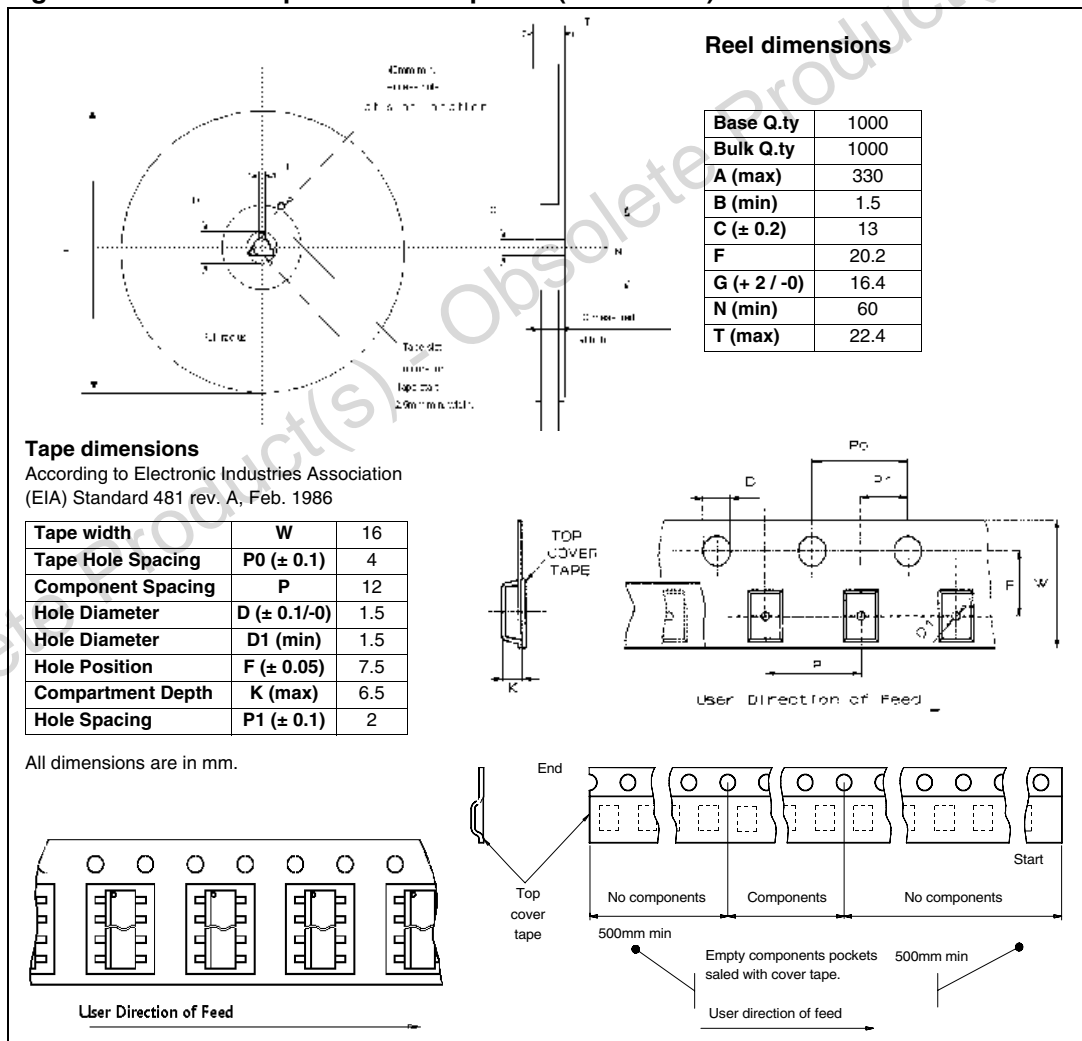 Reel dimensions
Base Q.ty 1000
Bulk Q.ty 1000
A (max) 330
B (min) 1.5
C (± 0.2) 13
F 20.2
G (+ 2 / -0) 16.4
N (min) 60
T (max) 22.4
T
N
Tape dimensions
According to Electronic Industries Association
(EIA) Standard 481 rev. A, Feb. 1986
Tape width W 16
Tape Hole Spacing P0 (± 0.1) 4
Component Spacing P 12
Hole Diameter D (± 0.1/-0) 1.5
Hole Diameter D1 (min) 1.5
Hole Position F (± 0.05) 7.5
Compartment Depth K (max) 6.5
Hole Spacing P1 (± 0.1) 2
All dimensions are in mm.
TOP
COVER
TAPE
K
P0
P1
D
F
W
D1
P
User Direction of Feed
End
Start
Top
cover
tape
No components
Components
No components
500mm min
Empty components pockets
saled with cover tape.
500mm min
User direction of feed
User Direction of Feed
Obsolete Product(s) - Obsolete Product(